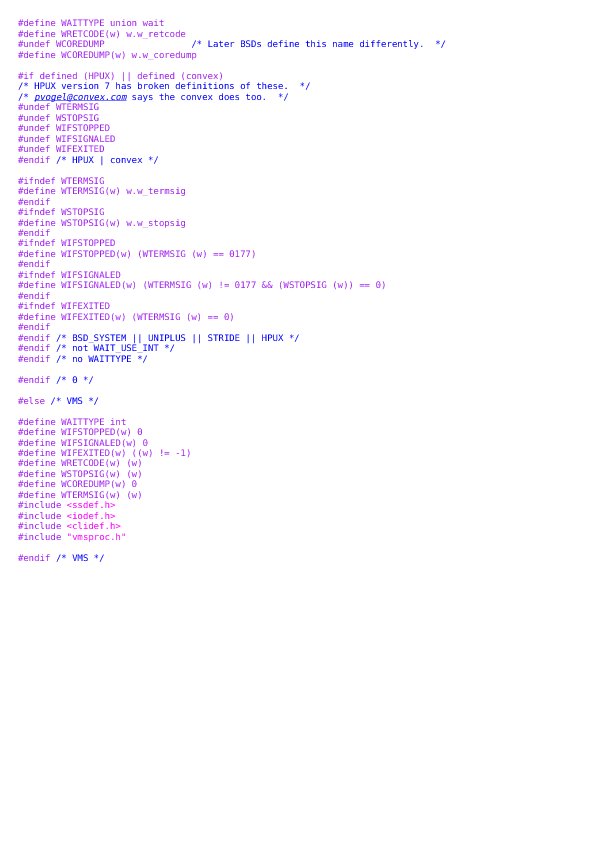 #define WAITTYPE union wait
#define WRETCODE(w) w.w_retcode
#undef WCOREDUMP                /* Later BSDs define this name differently.  */
#define WCOREDUMP(w) w.w_coredump

#if defined (HPUX) || defined (convex)
/* HPUX version 7 has broken definitions of these.  */
/* pvogel@convex.com says the convex does too.  */
#undef WTERMSIG
#undef WSTOPSIG
#undef WIFSTOPPED
#undef WIFSIGNALED
#undef WIFEXITED
#endif /* HPUX | convex */

#ifndef WTERMSIG
#define WTERMSIG(w) w.w_termsig
#endif
#ifndef WSTOPSIG
#define WSTOPSIG(w) w.w_stopsig
#endif
#ifndef WIFSTOPPED
#define WIFSTOPPED(w) (WTERMSIG (w) == 0177)
#endif
#ifndef WIFSIGNALED
#define WIFSIGNALED(w) (WTERMSIG (w) != 0177 && (WSTOPSIG (w)) == 0)
#endif
#ifndef WIFEXITED
#define WIFEXITED(w) (WTERMSIG (w) == 0)
#endif
#endif /* BSD_SYSTEM || UNIPLUS || STRIDE || HPUX */
#endif /* not WAIT_USE_INT */
#endif /* no WAITTYPE */

#endif /* 0 */

#else /* VMS */

#define WAITTYPE int
#define WIFSTOPPED(w) 0
#define WIFSIGNALED(w) 0
#define WIFEXITED(w) ((w) != -1)
#define WRETCODE(w) (w)
#define WSTOPSIG(w) (w)
#define WCOREDUMP(w) 0
#define WTERMSIG(w) (w)
#include <ssdef.h>
#include <iodef.h>
#include <clidef.h>
#include "vmsproc.h"

#endif /* VMS */